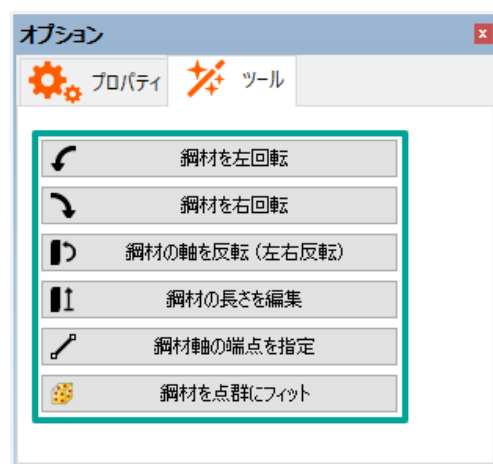 オプション
プロパティ
ツール
鋼材を左回転
鋼材を右回転
鋼材の軸を反転（左右反転）
鋼材の長さを編集
鋼材軸の端点を指定
鋼材を点群にフィット